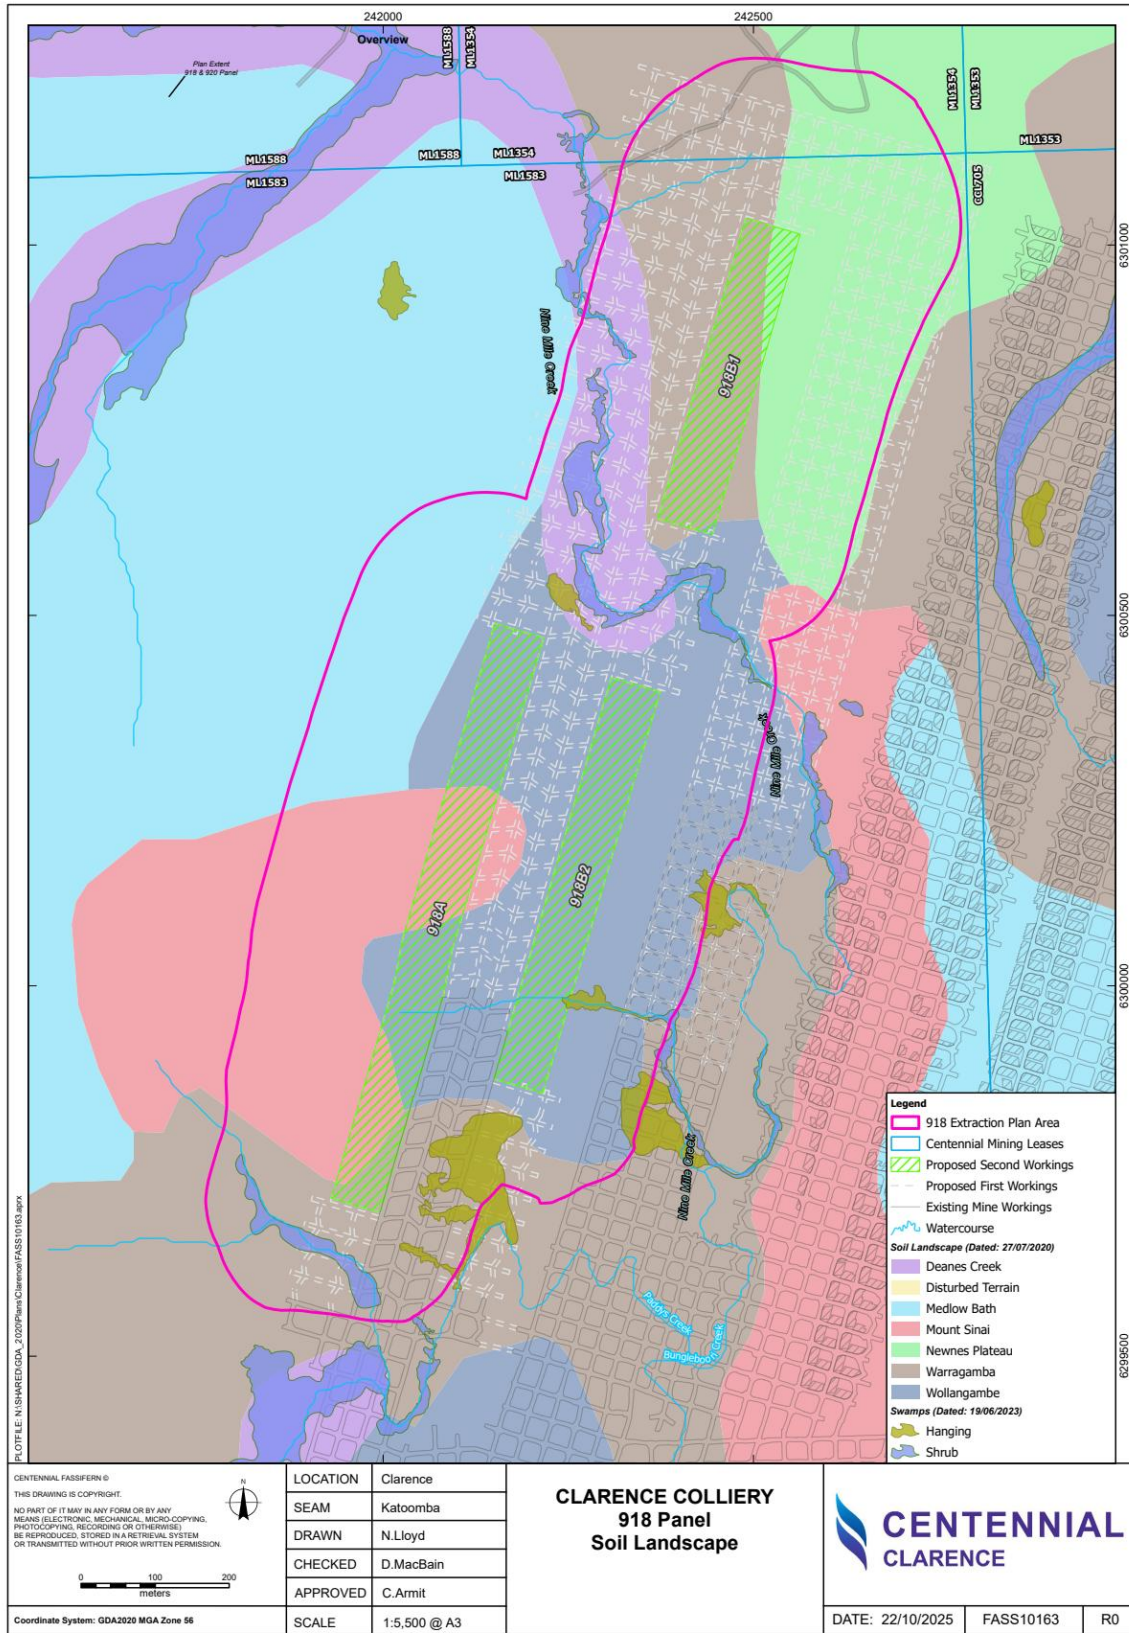 242000
242500
Overview
Plan Extent
918 & 920 Panel
ML1588
ML1354
ML1354
ML1353
ML1588
ML1583
ML1588
ML1354
ML1583
ML1353
CCL705
6301000
Nine Mile Creek
918B1
6300500
Nine Mile Creek
918A
918B2
6300000
Nine Mile Creek
Paddys Creek
Bungleboori Creek
6299500
Legend
918 Extraction Plan Area
Centennial Mining Leases
Proposed Second Workings
Proposed First Workings
Existing Mine Workings
Watercourse
Soil Landscape (Dated: 27/07/2020)
Deanes Creek
Disturbed Terrain
Medlow Bath
Mount Sinai
Newnes Plateau
Warragamba
Wollangambe
Swamps (Dated: 19/06/2023)
Hanging
Shrub
PLOTFILE: N:\SHARED\GDA_2020\Plans\Clarence\FASS10163.aprx
CENTENNIAL FASSIFERN ©
THIS DRAWING IS COPYRIGHT.
NO PART OF IT MAY IN ANY FORM OR BY ANY
MEANS (ELECTRONIC, MECHANICAL, MICRO-COPYING,
PHOTOCOPYING, RECORDING OR OTHERWISE)
BE REPRODUCED, STORED IN A RETRIEVAL SYSTEM
OR TRANSMITTED WITHOUT PRIOR WRITTEN PERMISSION.
N
0 100 200
meters
Coordinate System: GDA2020 MGA Zone 56
LOCATION Clarence
SEAM Katoomba
DRAWN N.Lloyd
CHECKED D.MacBain
APPROVED C.Armit
SCALE 1:5,500 @ A3
CLARENCE COLLIERY
918 Panel
Soil Landscape
CENTENNIAL
CLARENCE
DATE: 22/10/2025 FASS10163 R0